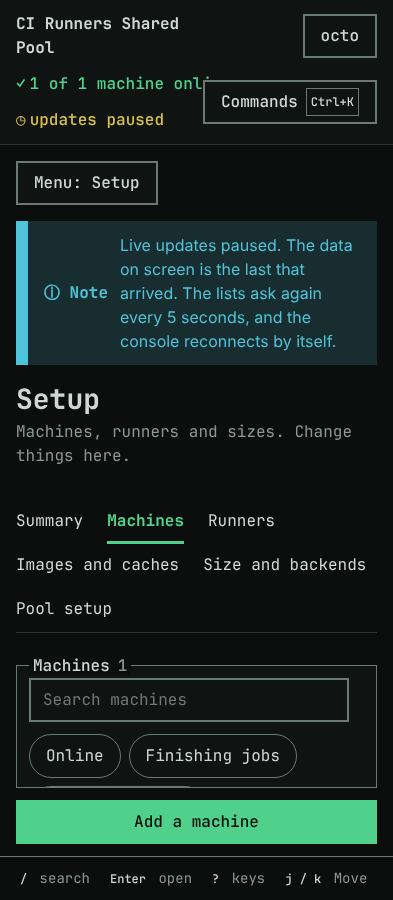 CI Runners Shared
Pool
octo
✓ 1 of 1 machine
Commands Ctrl+K
updates paused
Menu: Setup
Note
Live updates paused. The data
on screen is the last that
arrived. The lists ask again
every 5 seconds, and the
console reconnects by itself.
Setup
Machines, runners and sizes. Change
things here.
Summary Machines Runners
Images and caches Size and backends
Pool setup
Machines 1
Search machines
Online Finishing jobs
Add a machine
/ search Enter open ? keys j / k Move